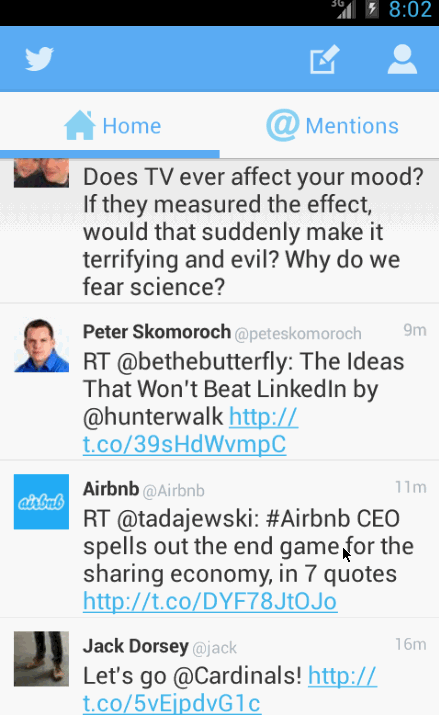 3G 8:02
Home @ Mentions
Does TV ever affect your mood?
If they measured the effect,
would that suddenly make it
terrifying and evil? Why do we
fear science?
Peter Skomoroch @peteskomoroch 9m
RT @bethebutterfly: The Ideas
That Won't Beat LinkedIn by
@hunterwalk http://
t.co/39sHdWvmpC
airbnb
Airbnb @Airbnb 11m
RT @tadajewski: #Airbnb CEO
spells out the end game for the
sharing economy, in 7 quotes
http://t.co/DYF78JtOJo
Jack Dorsey @jack 16m
Let's go @Cardinals! http://
t.co/5vEjpdvG1c